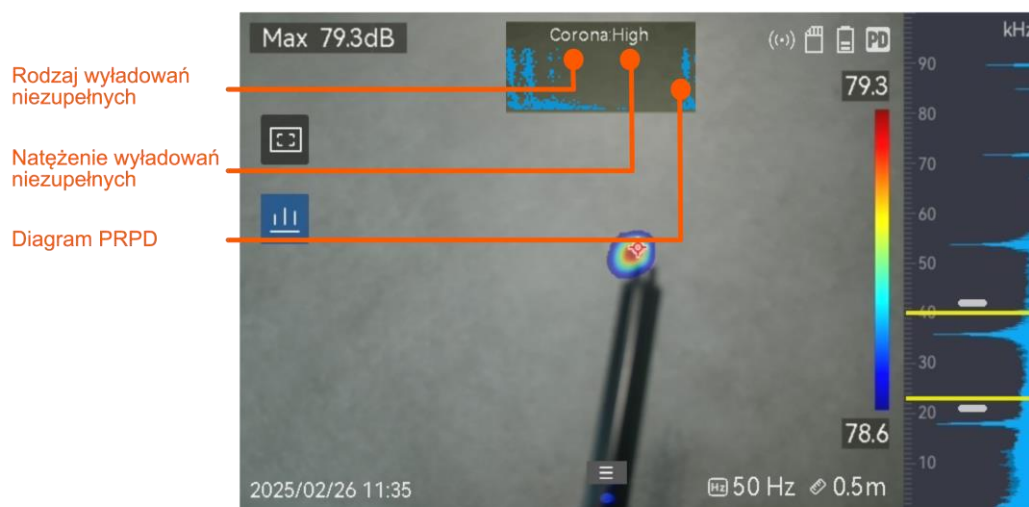 Max 79.3dB
Corona:High
PD
kHz
Rodzaj wyładowań
niezupełnych
Natężenie wyładowań
niezupełnych
Diagram PRPD
79.3
78.6
90
80
70
60
50
40
30
20
10
2025/02/26 11:35
Hz 50 Hz 0.5m